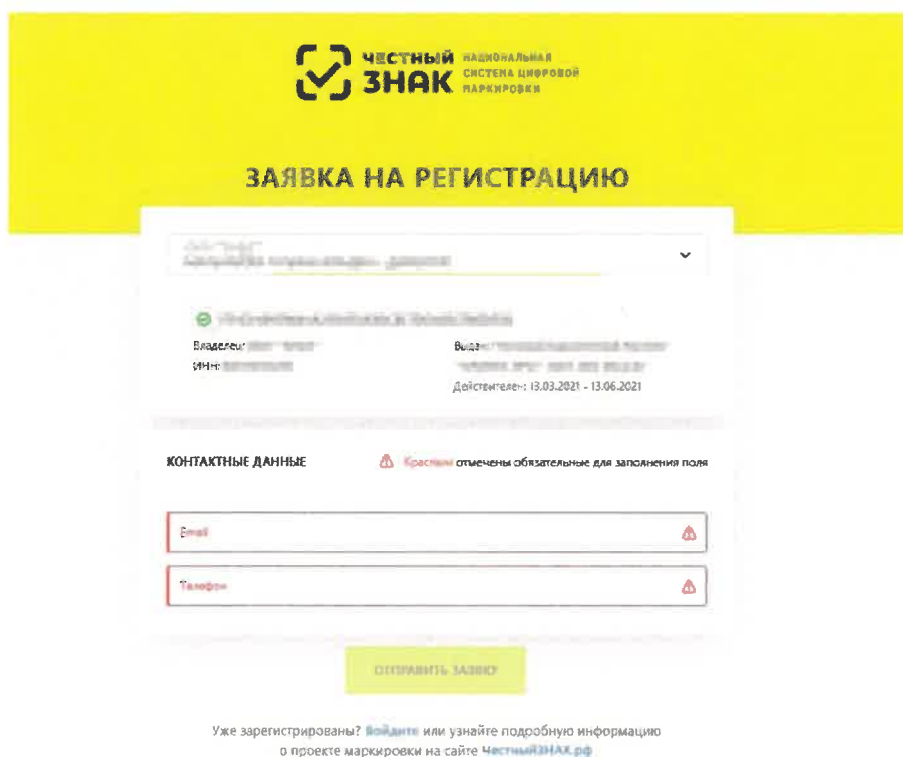 ЧЕСТНЫЙ
ЗНАК
НАЦИОНАЛЬНАЯ
СИСТЕМА ЦИФРОВОЙ
МАРКИРОВКИ
ЗАЯВКА НА РЕГИСТРАЦИЮ
Владелец:
ИНН:
Выдан:
Действителен: 13.03.2021 - 13.06.2021
КОНТАКТНЫЕ ДАННЫЕ
Красным отмечены обязательные для заполнения поля
Email
Телефон
ОТПРАВИТЬ ЗАЯВКУ
Уже зарегистрированы? Войдите или узнайте подробную информацию
о проекте маркировки на сайте ЧестныйЗНАК.рф